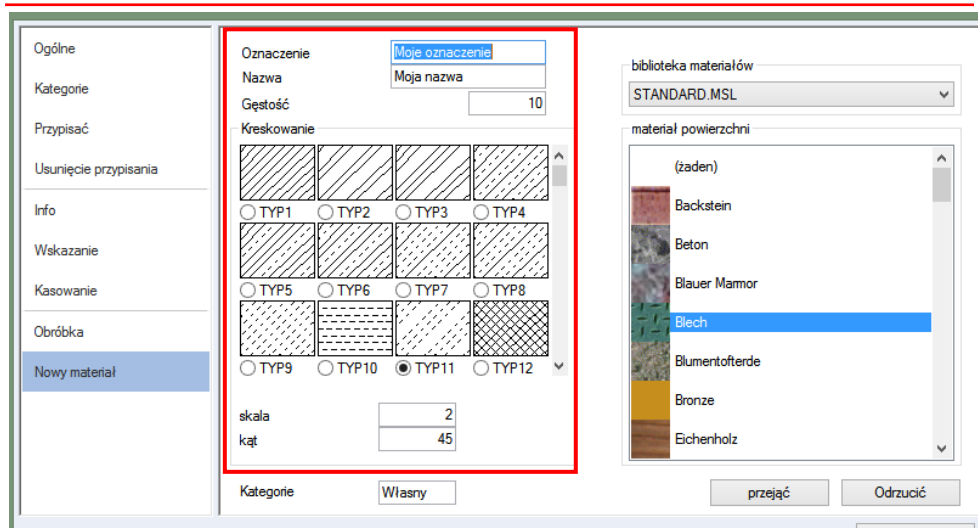 Ogólne
Kategorie
Przypisać
Usunięcie przypisania
Info
Wskazanie
Kasowanie
Obróbka
Nowy materiał
Oznaczenie Moje oznaczenie
Nazwa Moja nazwa
Gęstość 10
Kreskowanie
TYP1 TYP2 TYP3 TYP4
TYP5 TYP6 TYP7 TYP8
TYP9 TYP10 TYP11 TYP12
skala 2
kąt 45
Kategorie Własny
biblioteka materiałów
STANDARD.MSL
materiał powierzchni
(żaden)
Backstein
Beton
Blauer Marmor
Blech
Blumentofterde
Bronze
Eichenholz
przejąć Odrzucić